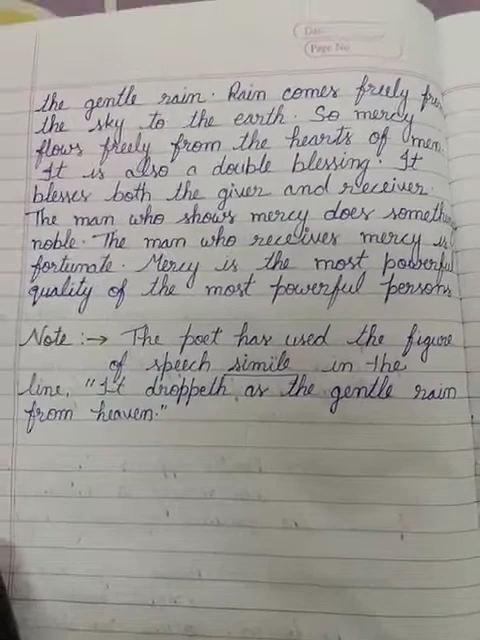 Date
Page No
the gentle rain. Rain comes freely from
the sky to the earth. So mercy
flows freely from the hearts of men.
It is also a double blessing. It
blesses both the giver and receiver.
The man who shows mercy does someth
noble. The man who receives mercy is
fortunate. Mercy is the most powerful
quality of the most powerful persons
Note :→ The poet has used the figure
of speech simile in the
line, "It droppeth as the gentle rain
from heaven."